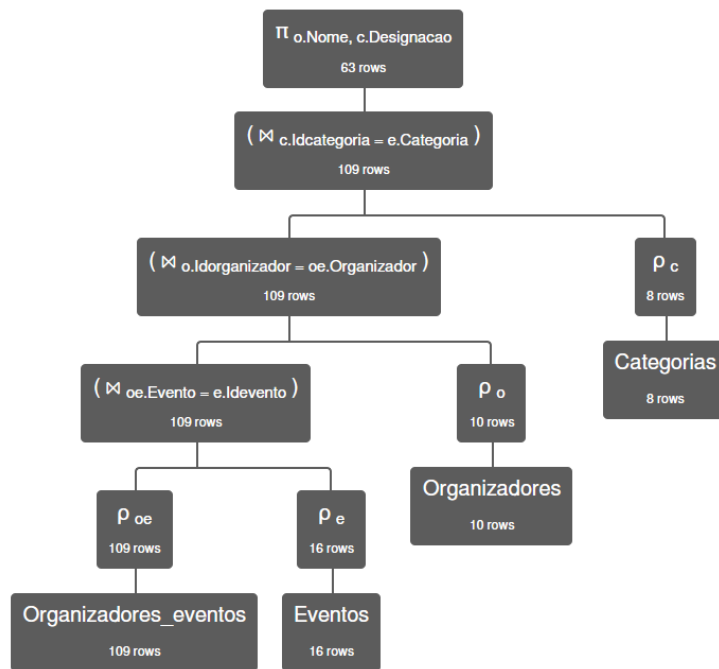 π o.Nome, c.Designacao
63 rows
( ⋈ c.Idcategoria = e.Categoria )
109 rows
( ⋈ o.Idorganizador = oe.Organizador )
109 rows
ρ c
8 rows
Categorias
8 rows
( ⋈ oe.Evento = e.Idevento )
109 rows
ρ o
10 rows
Organizadores
10 rows
ρ oe
109 rows
ρ e
16 rows
Organizadores_eventos
109 rows
Eventos
16 rows